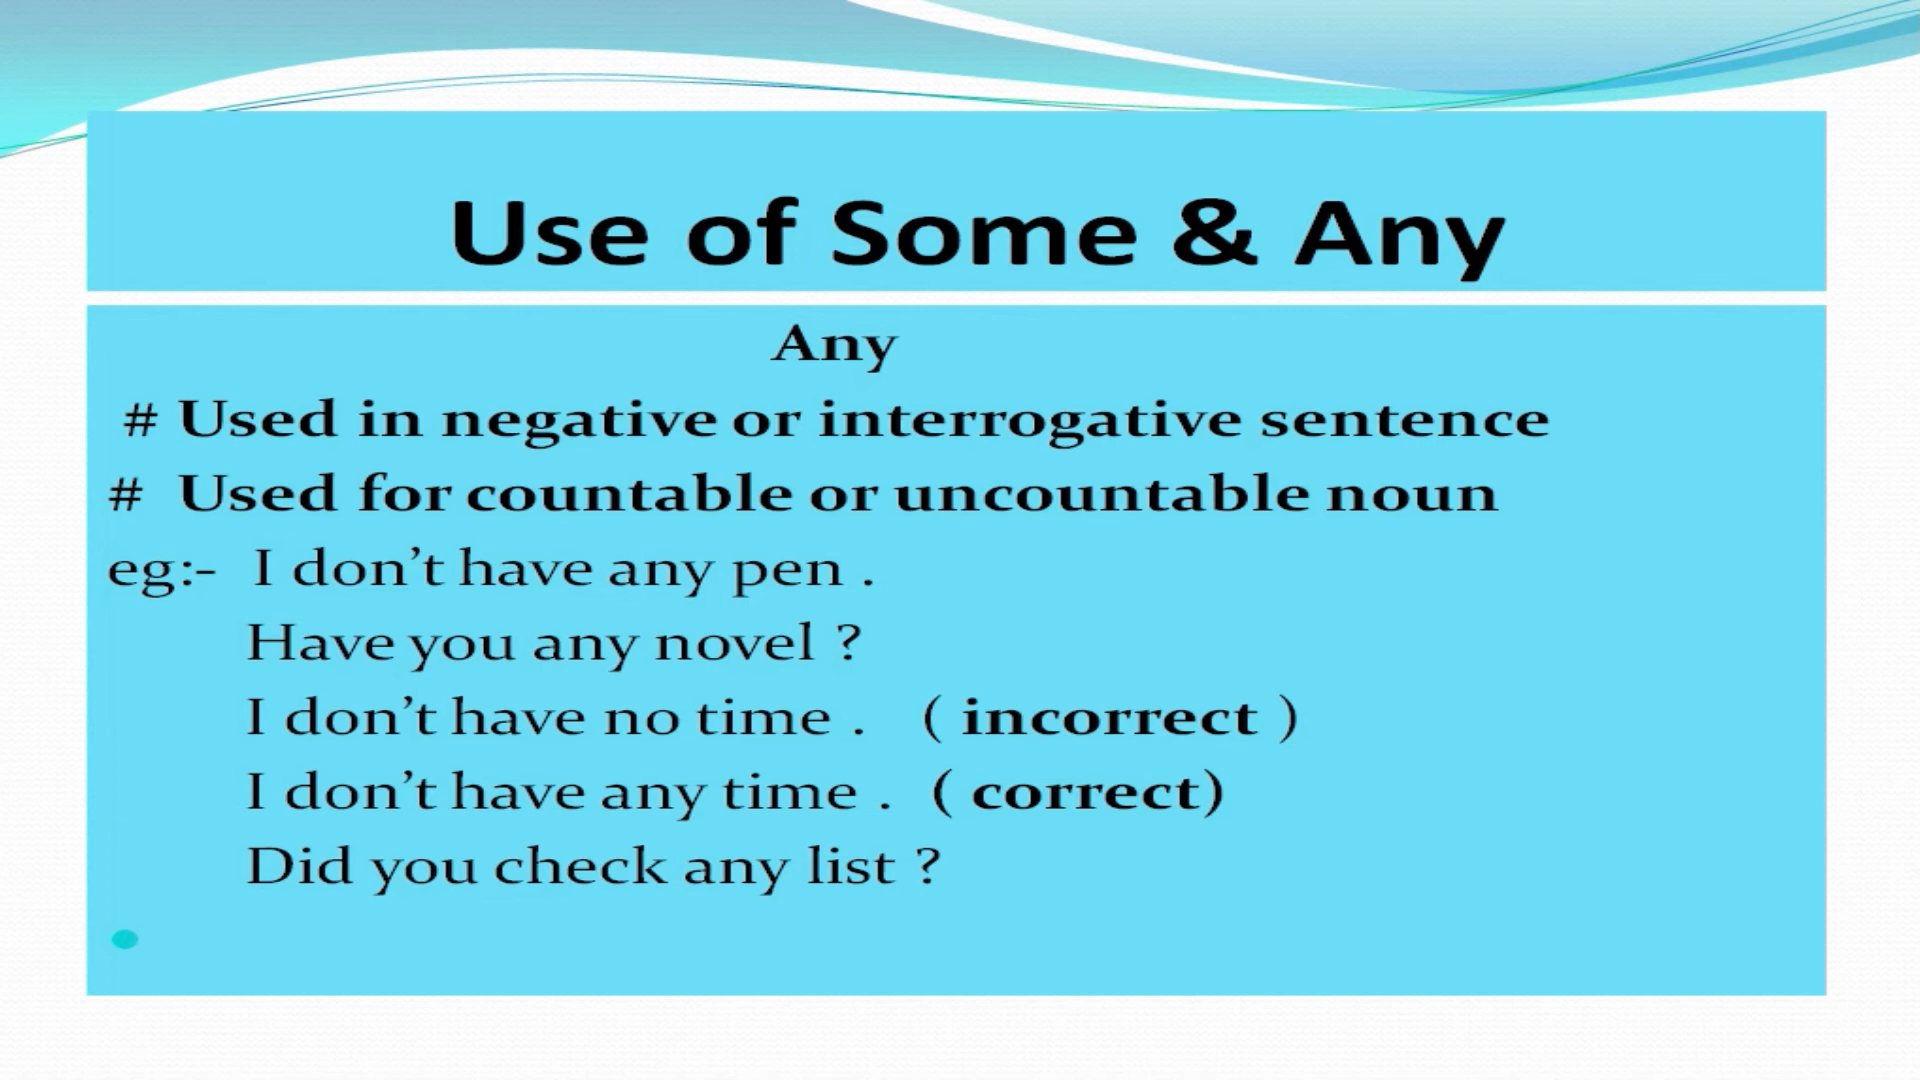 Use of Some & Any
Any
# Used in negative or interrogative sentence
# Used for countable or uncountable noun
eg:- I don’t have any pen .
Have you any novel ?
I don’t have no time . ( incorrect )
I don’t have any time . ( correct)
Did you check any list ?